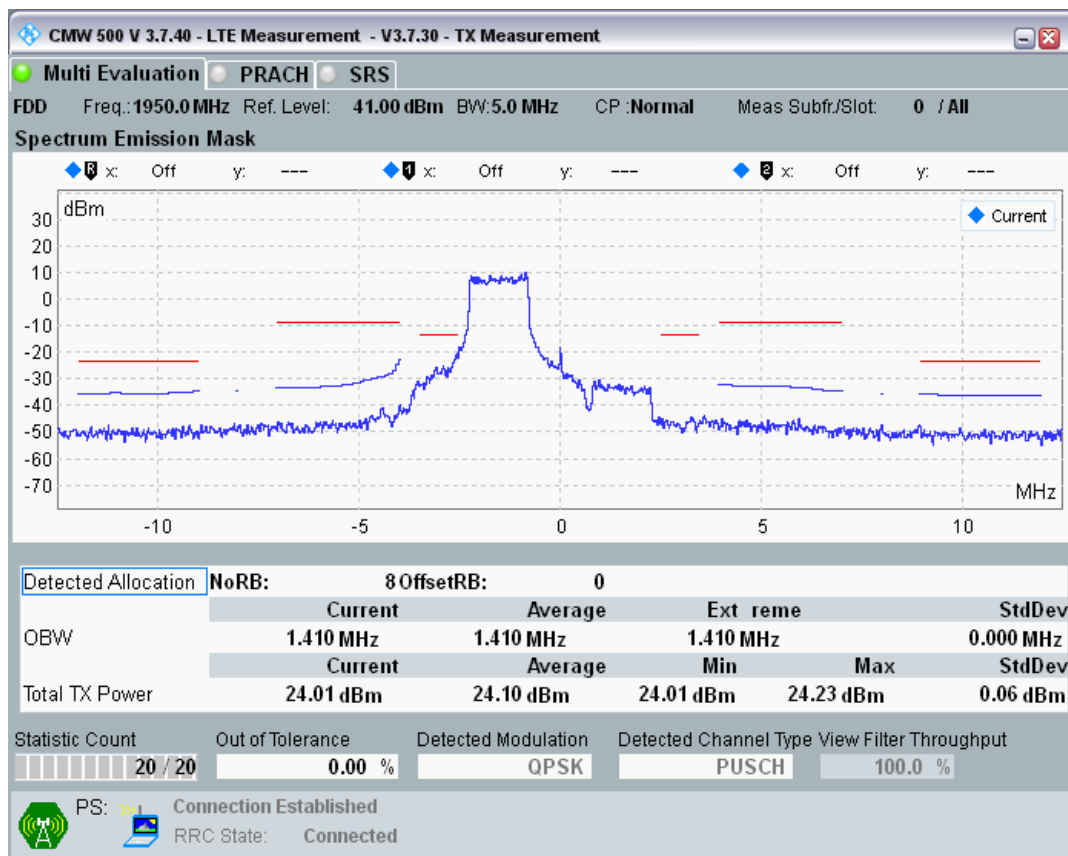 CMW 500 V 3.7.40 - LTE Measurement - V3.7.30 - TX Measurement
Multi Evaluation PRACH SRS
FDD Freq.: 1950.0 MHz Ref. Level: 41.00 dBm BW: 5.0 MHz CP : Normal Meas Subfr./Slot: 0 / All
Spectrum Emission Mask
R x: Off y: --- 1 x: Off y: --- 2 x: Off y: ---
dBm
Current
30
20
10
0
-10
-20
-30
-40
-50
-60
-70
MHz
-10 -5 0 5 10
Detected Allocation NoRB: 8 OffsetRB: 0
Current Average Ext reme StdDev
OBW 1.410 MHz 1.410 MHz 1.410 MHz 0.000 MHz
Current Average Min Max StdDev
Total TX Power 24.01 dBm 24.10 dBm 24.01 dBm 24.23 dBm 0.06 dBm
Statistic Count Out of Tolerance Detected Modulation Detected Channel Type View Filter Throughput
20 / 20 0.00 % QPSK PUSCH 100.0 %
PS: Connection Established
RRC State: Connected